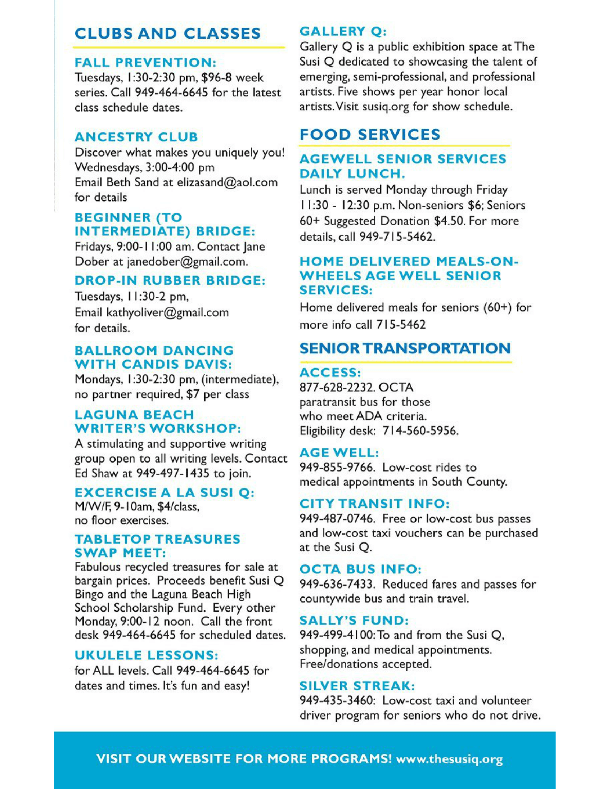 CLUBS AND CLASSES
FALL PREVENTION:
Tuesdays, 1:30-2:30 pm, $96-8 week
series. Call 949-464-6645 for the latest
class schedule dates.
ANCESTRY CLUB
Discover what makes you uniquely you!
Wednesdays, 3:00-4:00 pm
Email Beth Sand at elizasand@aol.com
for details
BEGINNER (TO
INTERMEDIATE) BRIDGE:
Fridays, 9:00-11:00 am. Contact Jane
Dober at janedober@gmail.com.
DROP-IN RUBBER BRIDGE:
Tuesdays, 11:30-2 pm,
Email kathyoliver@gmail.com
for details.
BALLROOM DANCING
WITH CANDIS DAVIS:
Mondays, 1:30-2:30 pm, (intermediate),
no partner required, $7 per class
LAGUNA BEACH
WRITER'S WORKSHOP:
A stimulating and supportive writing
group open to all writing levels. Contact
Ed Shaw at 949-497-1435 to join.
EXCERCISE A LA SUSI Q:
M/W/F, 9-10am, $4/class,
no floor exercises.
TABLETOP TREASURES
SWAP MEET:
Fabulous recycled treasures for sale at
bargain prices. Proceeds benefit Susi Q
Bingo and the Laguna Beach High
School Scholarship Fund. Every other
Monday, 9:00-12 noon. Call the front
desk 949-464-6645 for scheduled dates.
UKULELE LESSONS:
for ALL levels. Call 949-464-6645 for
dates and times. It's fun and easy!
GALLERY Q:
Gallery Q is a public exhibition space at The
Susi Q dedicated to showcasing the talent of
emerging, semi-professional, and professional
artists. Five shows per year honor local
artists. Visit susiq.org for show schedule.
FOOD SERVICES
AGEWELL SENIOR SERVICES
DAILY LUNCH.
Lunch is served Monday through Friday
11:30 - 12:30 p.m. Non-seniors $6; Seniors
60+ Suggested Donation $4.50. For more
details, call 949-715-5462.
HOME DELIVERED MEALS-ON-
WHEELS AGE WELL SENIOR
SERVICES:
Home delivered meals for seniors (60+) for
more info call 715-5462
SENIOR TRANSPORTATION
ACCESS:
877-628-2232. OCTA
paratransit bus for those
who meet ADA criteria.
Eligibility desk: 714-560-5956.
AGE WELL:
949-855-9766. Low-cost rides to
medical appointments in South County.
CITY TRANSIT INFO:
949-487-0746. Free or low-cost bus passes
and low-cost taxi vouchers can be purchased
at the Susi Q.
OCTA BUS INFO:
949-636-7433. Reduced fares and passes for
countywide bus and train travel.
SALLY'S FUND:
949-499-4100: To and from the Susi Q,
shopping, and medical appointments.
Free/donations accepted.
SILVER STREAK:
949-435-3460: Low-cost taxi and volunteer
driver program for seniors who do not drive.
VISIT OUR WEBSITE FOR MORE PROGRAMS! www.thesusiq.org